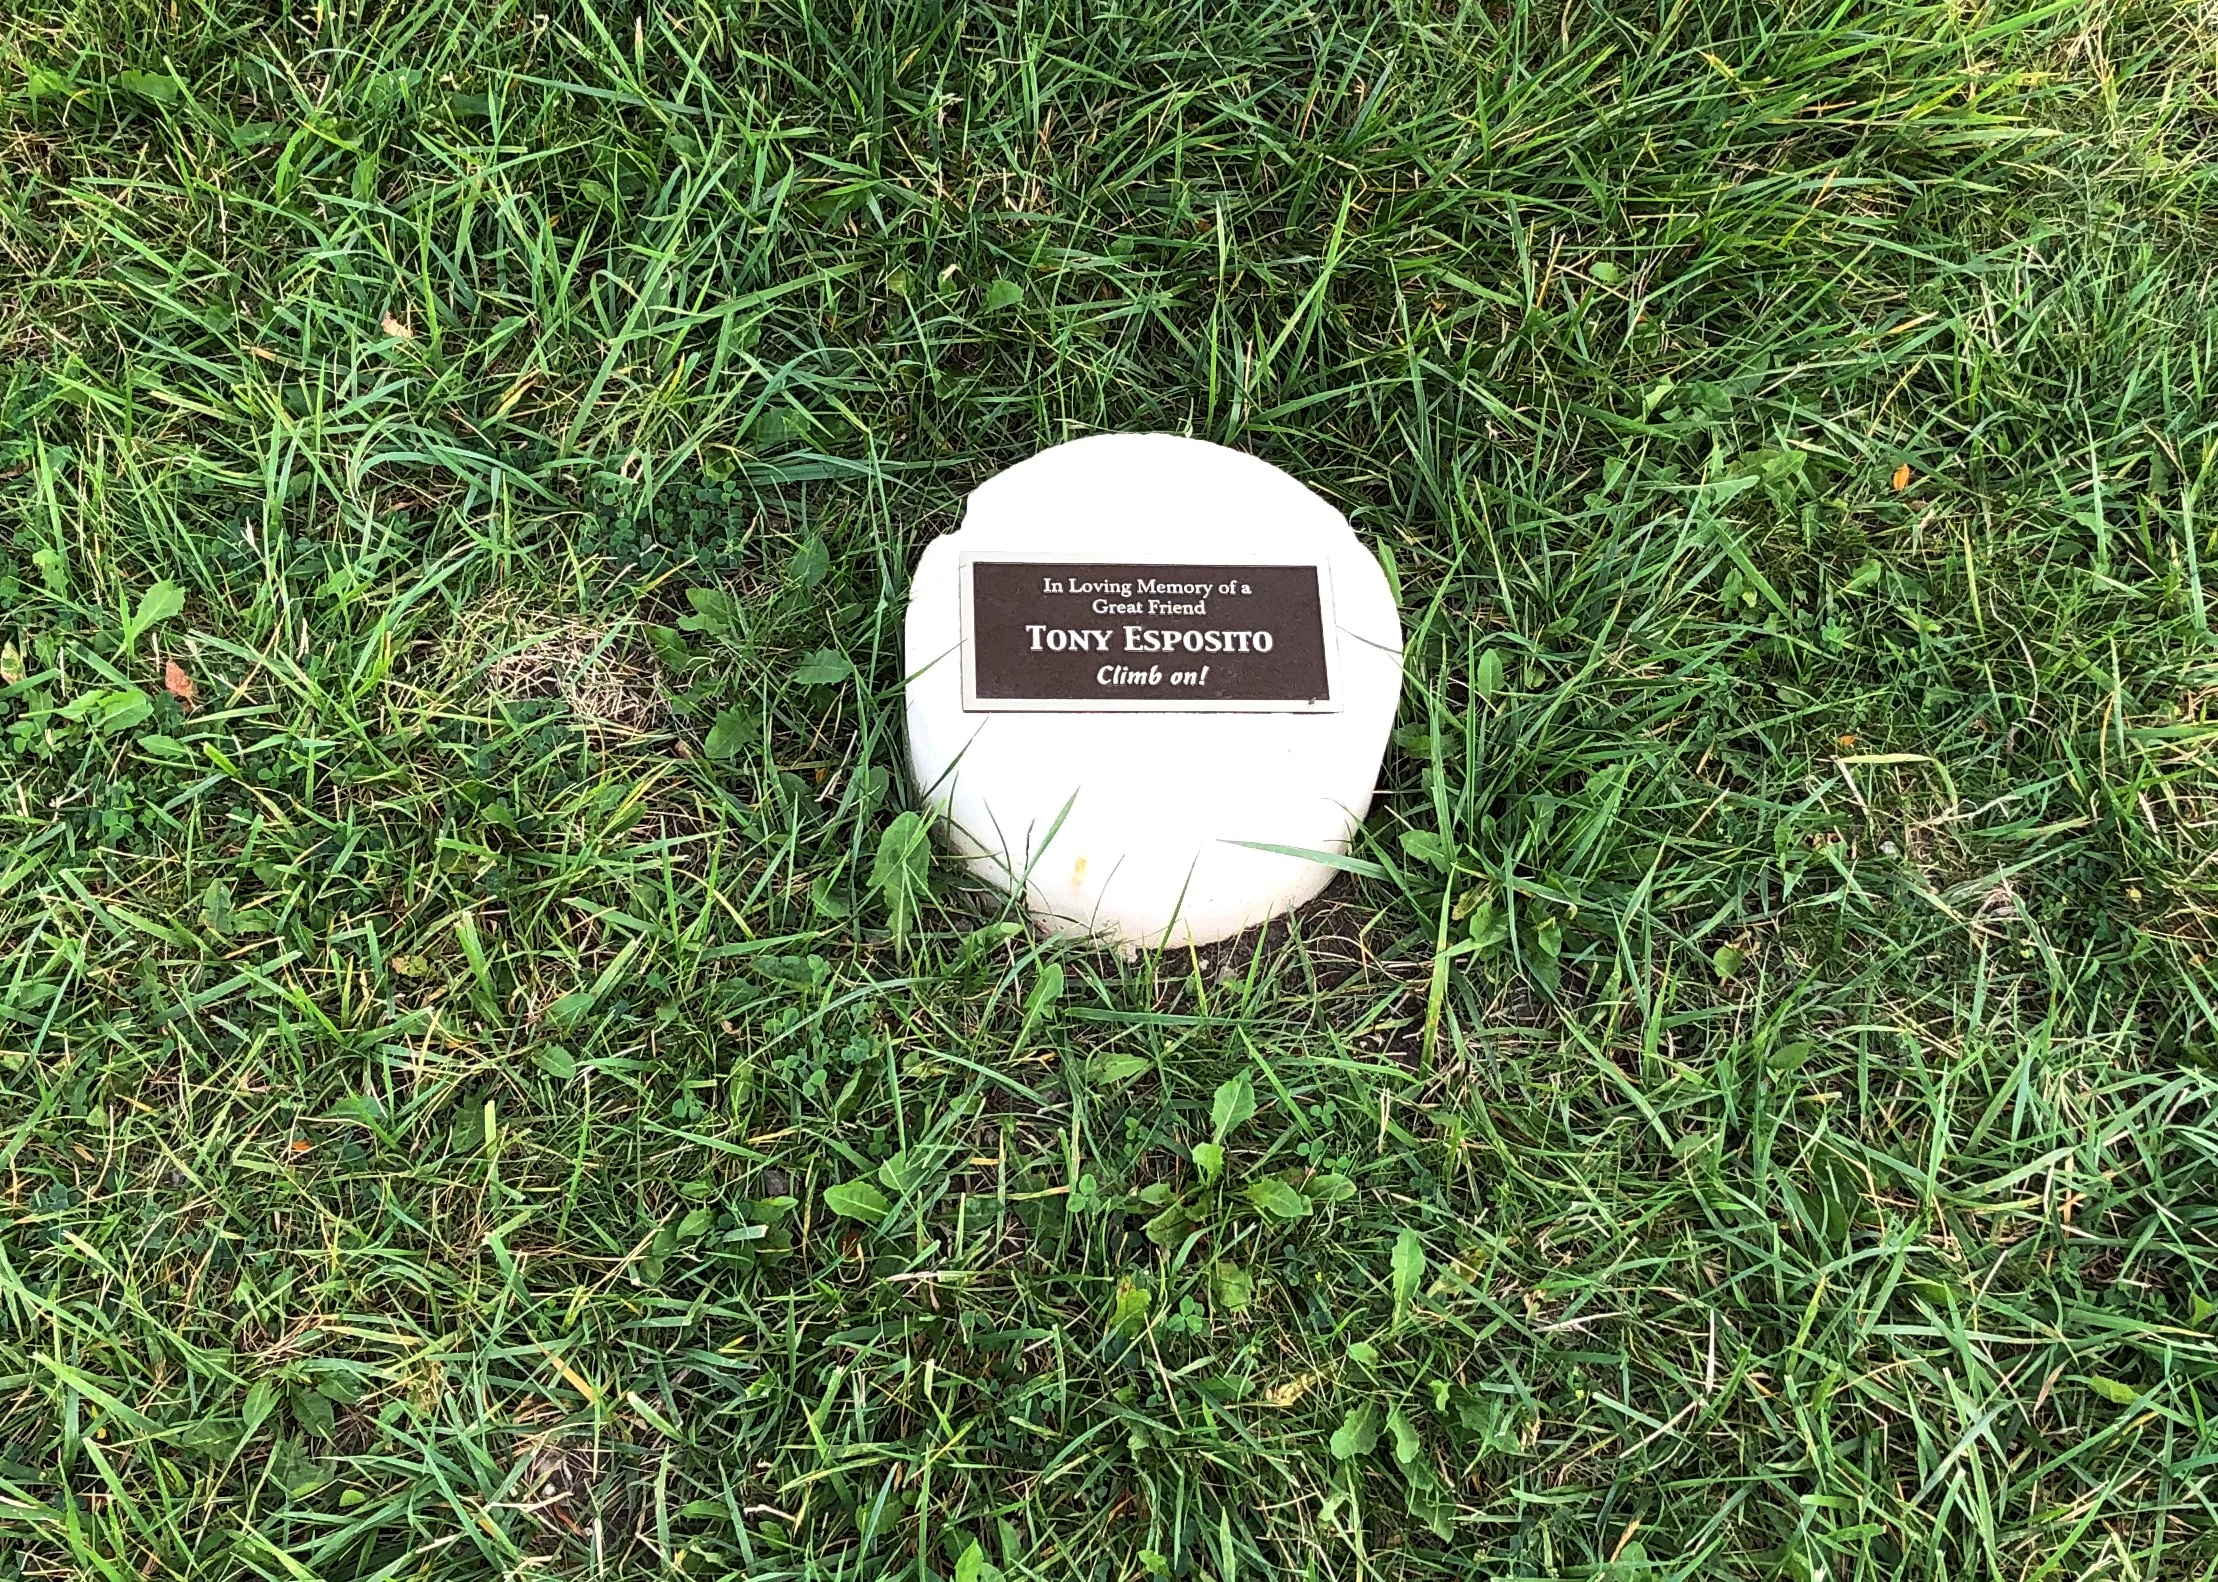 In Loving Memory of a
Great Friend
TONY ESPOSITO
Climb on!